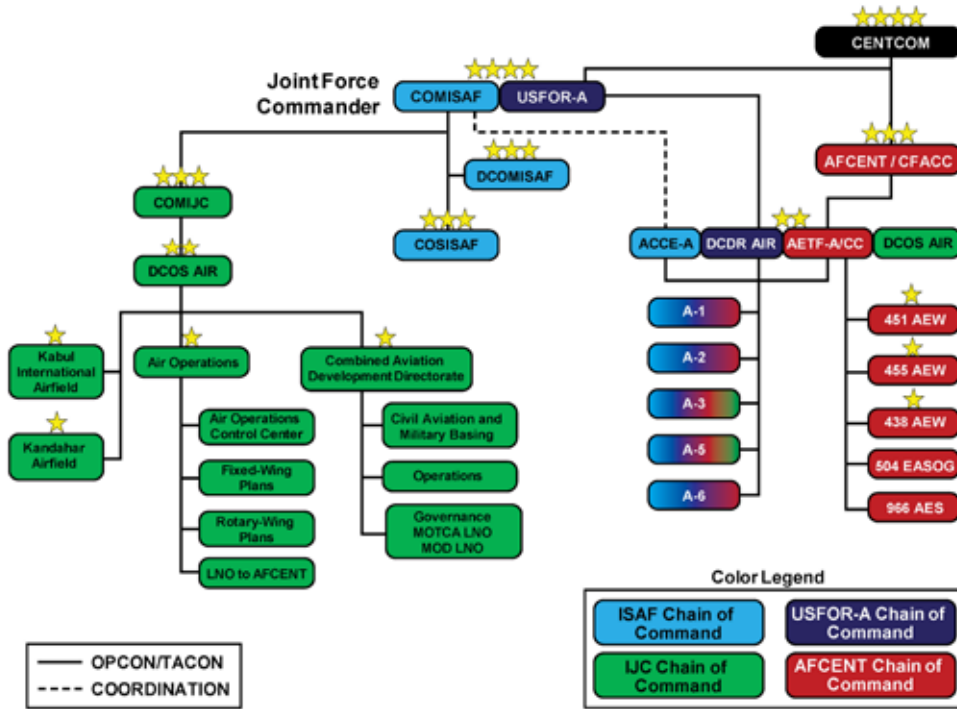 CENTCOM
Joint Force
Commander
COMISAF
USFOR-A
AFCENT / CFACC
DCOMISAF
COMIJC
COSISAF
ACCE-A
DCDR AIR
AETF-A/CC
DCOS AIR
DCOS AIR
A-1
A-2
A-3
A-5
A-6
451 AEW
455 AEW
438 AEW
504 EASOG
966 AES
Kabul
International
Airfield
Kandahar
Airfield
Air Operations
Air Operations
Control Center
Fixed-Wing
Plans
Rotary-Wing
Plans
LNO to AFCENT
Combined Aviation
Development Directorate
Civil Aviation and
Military Basing
Operations
Governance
MOTCA LNO
MOD LNO
OPCON/TACON
COORDINATION
Color Legend
ISAF Chain of
Command
USFOR-A Chain of
Command
IJC Chain of
Command
AFCENT Chain of
Command